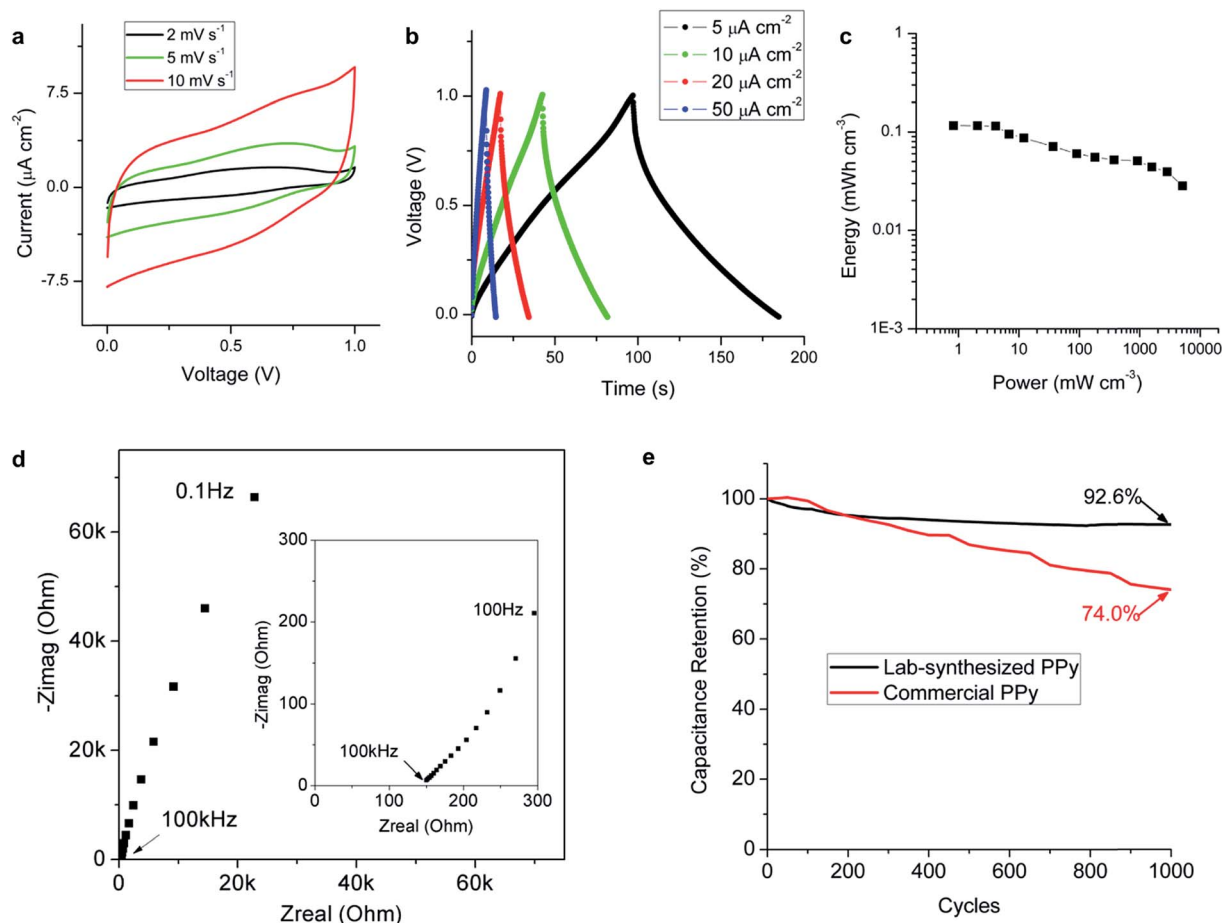 a
2 mV s⁻¹
5 mV s⁻¹
10 mV s⁻¹
7.5
0.0
-7.5
Current (µA cm⁻²)
0.0
0.5
1.0
Voltage (V)
b
5 µA cm⁻²
10 µA cm⁻²
20 µA cm⁻²
50 µA cm⁻²
1.0
0.5
0.0
Voltage (V)
0
50
100
150
200
Time (s)
c
1
0.1
0.01
1E-3
Energy (mWh cm⁻³)
1
10
100
1000
10000
Power (mW cm⁻³)
d
0.1Hz
100kHz
60k
40k
20k
0
-Zimag (Ohm)
0
20k
40k
60k
Zreal (Ohm)
300
200
100
0
-Zimag (Ohm)
100Hz
100kHz
0
100
200
300
Zreal (Ohm)
e
92.6%
74.0%
Lab-synthesized PPy
Commercial PPy
100
80
60
40
20
0
Capacitance Retention (%)
0
200
400
600
800
1000
Cycles